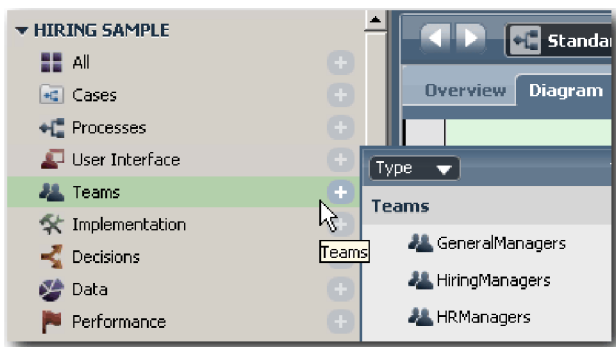 HIRING SAMPLE
All
Cases
Processes
User Interface
Teams
Implementation
Decisions
Data
Performance
Teams
Overview
Diagram
Type
Teams
GeneralManagers
HiringManagers
HRManagers